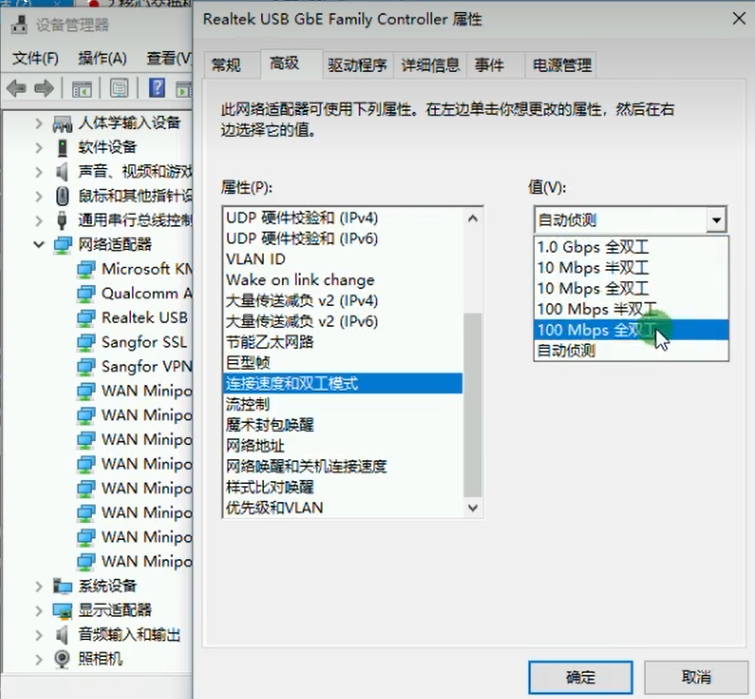 2 核心交换机
设备管理器
文件(F) 操作(A) 查看(V
人体学输入设备
软件设备
声音、视频和游戏
鼠标和其他指针设
通用串行总线控制
网络适配器
Microsoft KM
Qualcomm A
Realtek USB
Sangfor SSL
Sangfor VPN
WAN Minipo
WAN Minipo
WAN Minipo
WAN Minipo
WAN Minipo
WAN Minipo
WAN Minipo
WAN Minipo
系统设备
显示适配器
音频输入和输出
照相机
Realtek USB GbE Family Controller 属性
常规 高级 驱动程序 详细信息 事件 电源管理
此网络适配器可使用下列属性。在左边单击你想更改的属性，然后在右
边选择它的值。
属性(P):
UDP 硬件校验和 (IPv4)
UDP 硬件校验和 (IPv6)
VLAN ID
Wake on link change
大量传送减负 v2 (IPv4)
大量传送减负 v2 (IPv6)
节能乙太网路
巨型帧
连接速度和双工模式
流控制
魔术封包唤醒
网络地址
网络唤醒和关机连接速度
样式比对唤醒
优先级和VLAN
值(V):
自动侦测
1.0 Gbps 全双工
10 Mbps 半双工
10 Mbps 全双工
100 Mbps 半双工
100 Mbps 全双工
自动侦测
确定 取消